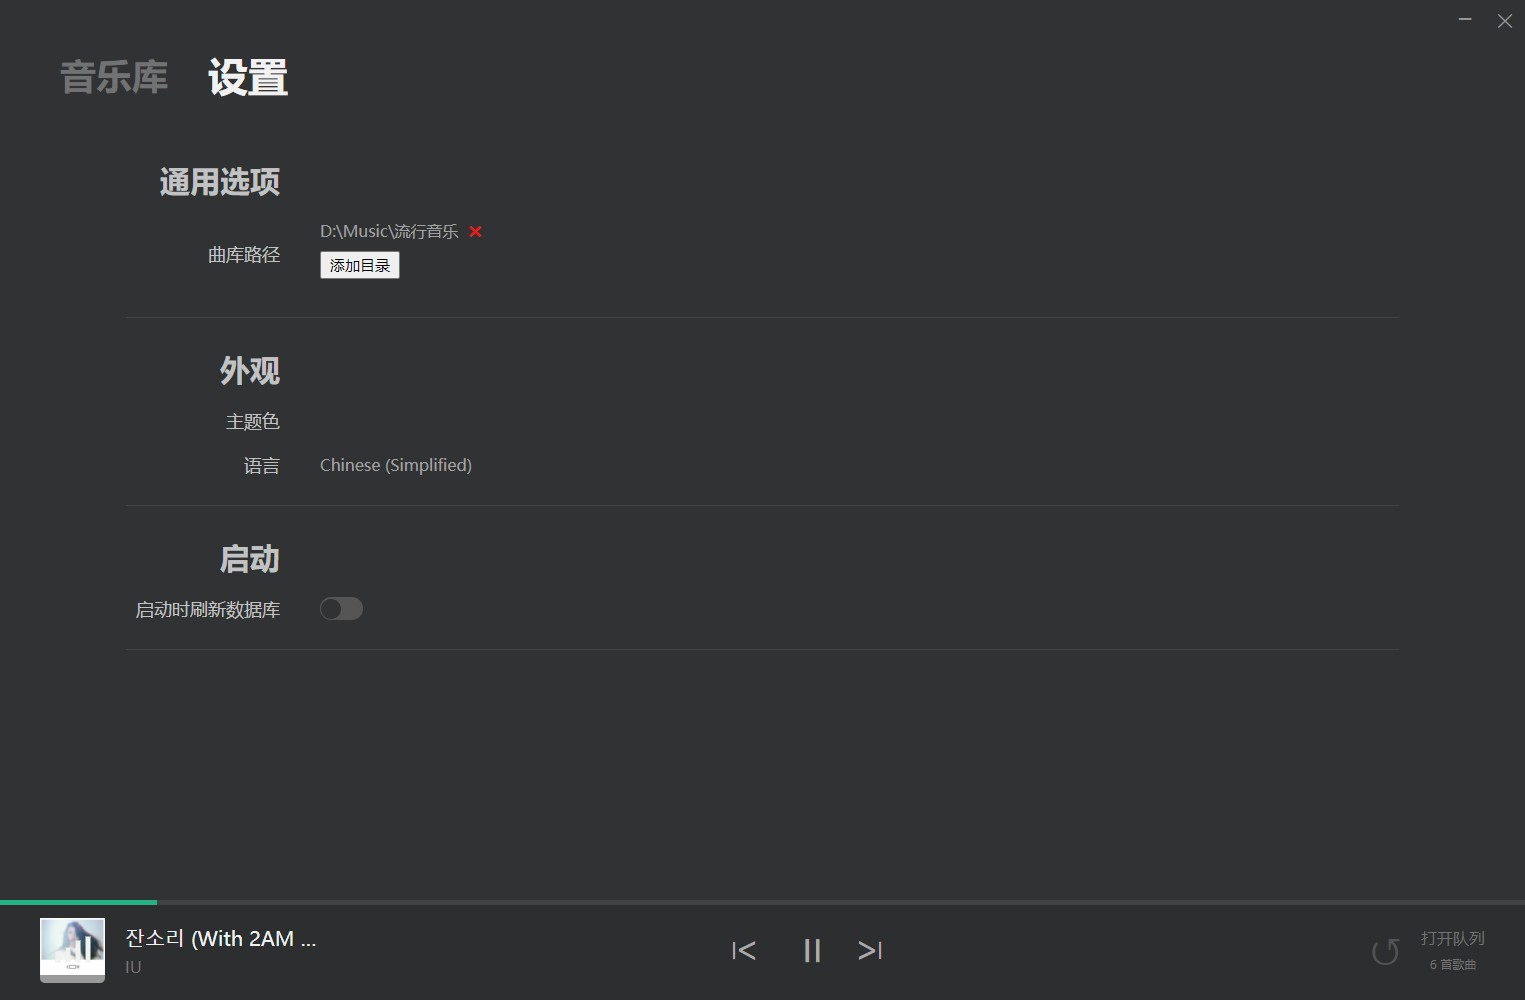 音乐库 设置
通用选项
曲库路径
D:\Music\流行音乐
添加目录
外观
主题色
语言 Chinese (Simplified)
启动
启动时刷新数据库
잔소리 (With 2AM ...
IU
打开队列
6 首歌曲